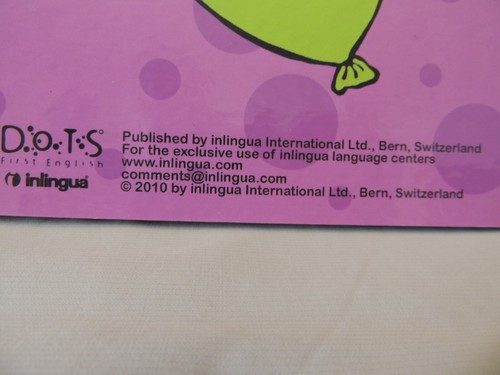 D.O.T.S®
First English
inlingua®
Published by inlingua International Ltd., Bern, Switzerland
For the exclusive use of inlingua language centers
www.inlingua.com
comments@inlingua.com
© 2010 by inlingua International Ltd., Bern, Switzerland